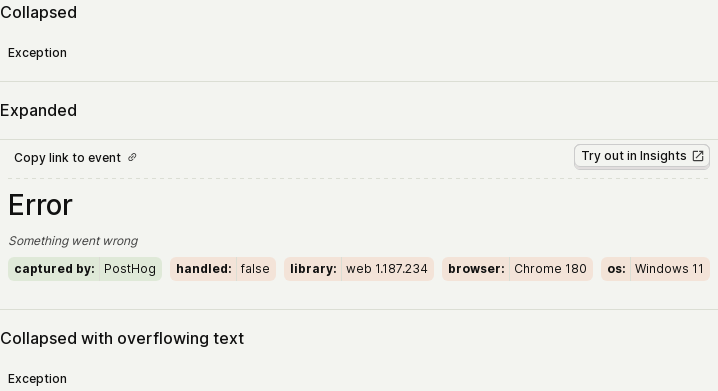 Collapsed
Exception
Expanded
Copy link to event
Try out in Insights
Error
Something went wrong
captured by: PostHog handled: false library: web 1.187.234 browser: Chrome 180 os: Windows 11
Collapsed with overflowing text
Exception